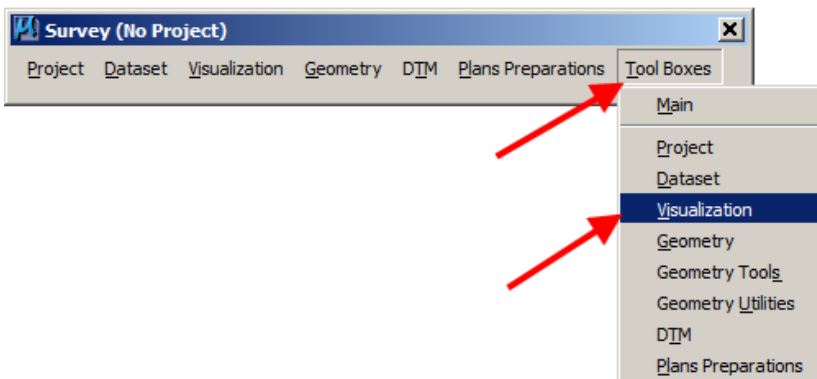 Survey (No Project)
Project Dataset Visualization Geometry DTM Plans Preparations Tool Boxes
Main
Project
Dataset
Visualization
Geometry
Geometry Tools
Geometry Utilities
DTM
Plans Preparations